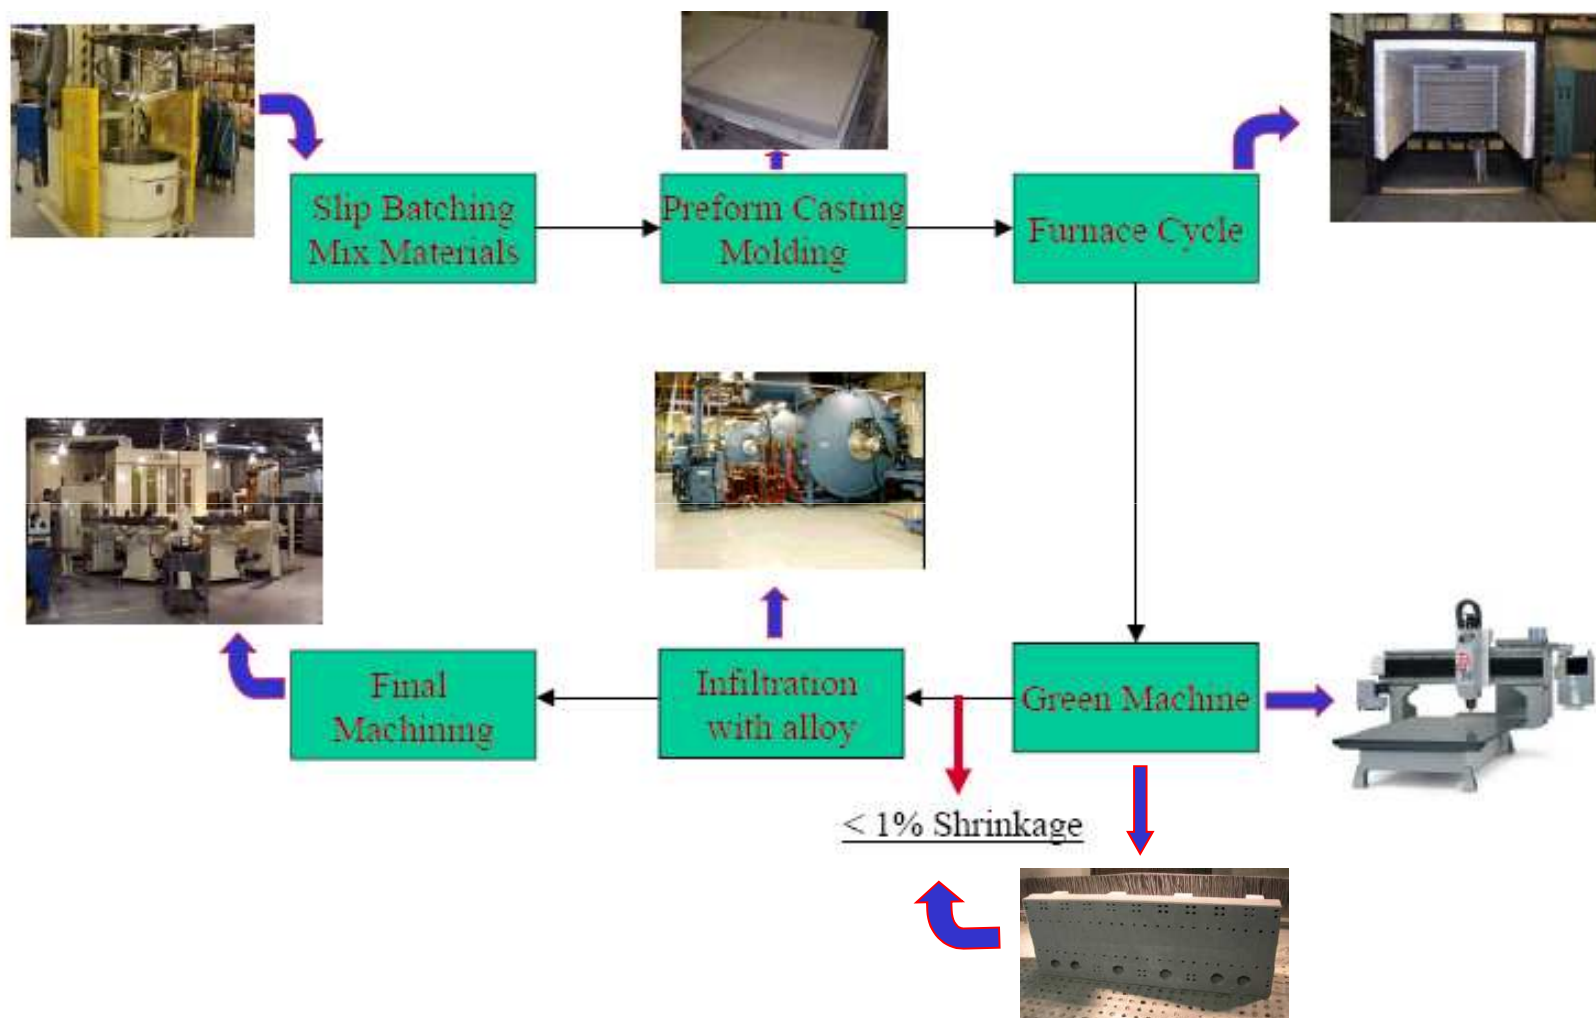 Slip Batching
Mix Materials
Preform Casting
Molding
Furnace Cycle
Final
Machining
Infiltration
with alloy
Green Machine
< 1% Shrinkage